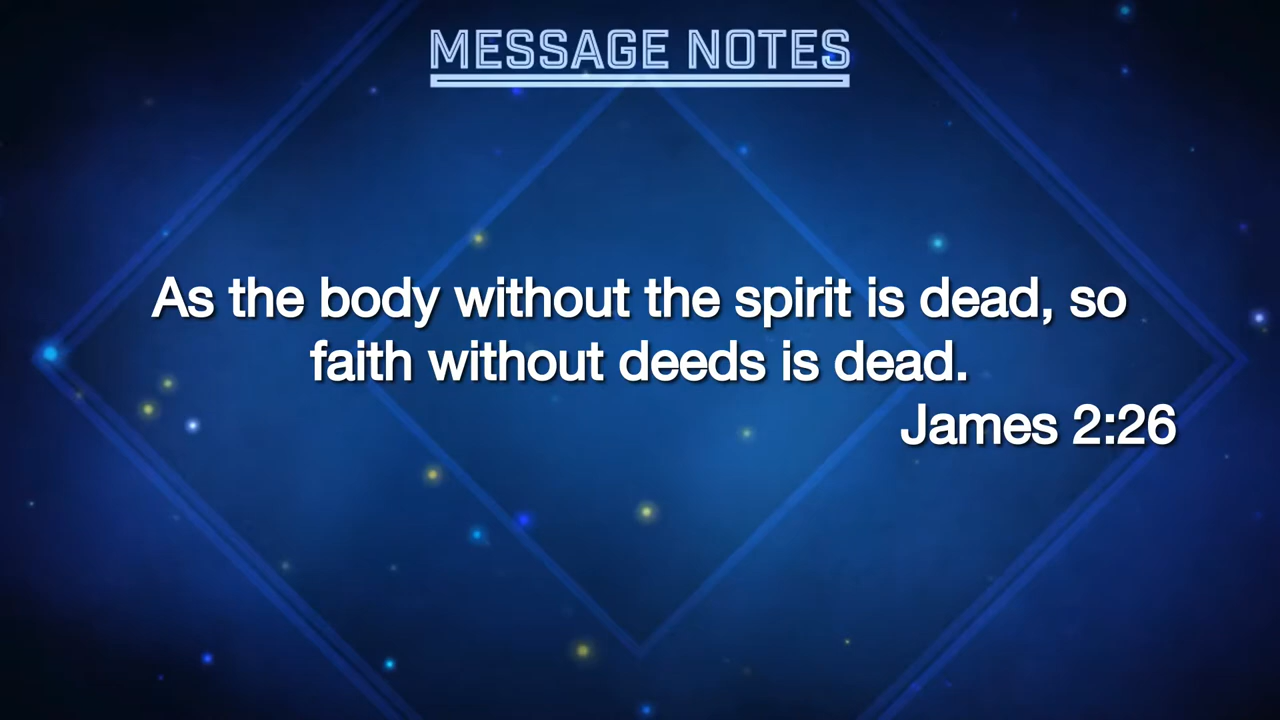 MESSAGE NOTES
As the body without the spirit is dead, so
faith without deeds is dead.
James 2:26